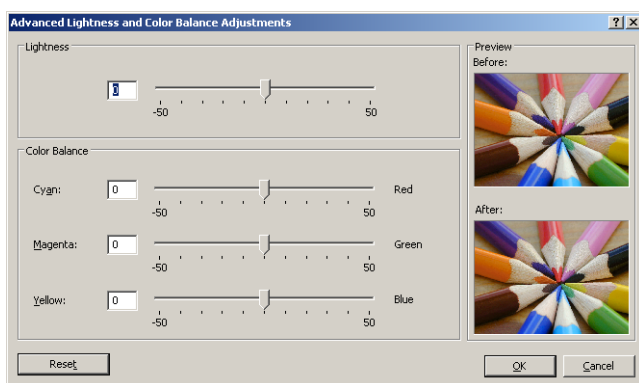 Advanced Lightness and Color Balance Adjustments
Lightness
0
-50 50
Color Balance
Cyan: 0 Red
-50 50
Magenta: 0 Green
-50 50
Yellow: 0 Blue
-50 50
Preview
Before:
After:
Reset
OK Cancel